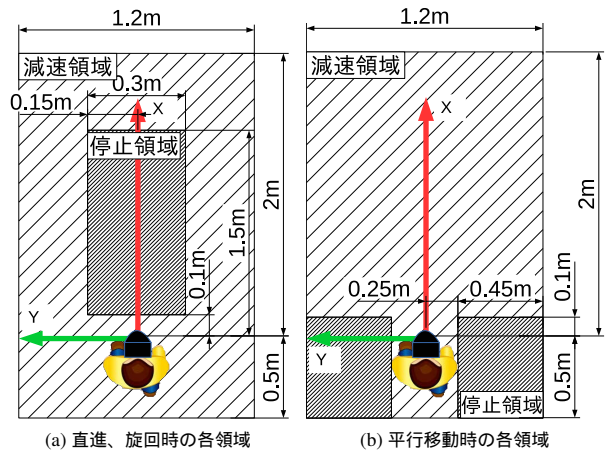 1.2m
減速領域
0.3m
0.15m
X
停止領域
2m
1.5m
0.1m
Y
0.5m
(a) 直進、旋回時の各領域
1.2m
減速領域
X
2m
0.25m
0.45m
0.1m
Y
0.5m
停止領域
(b) 平行移動時の各領域